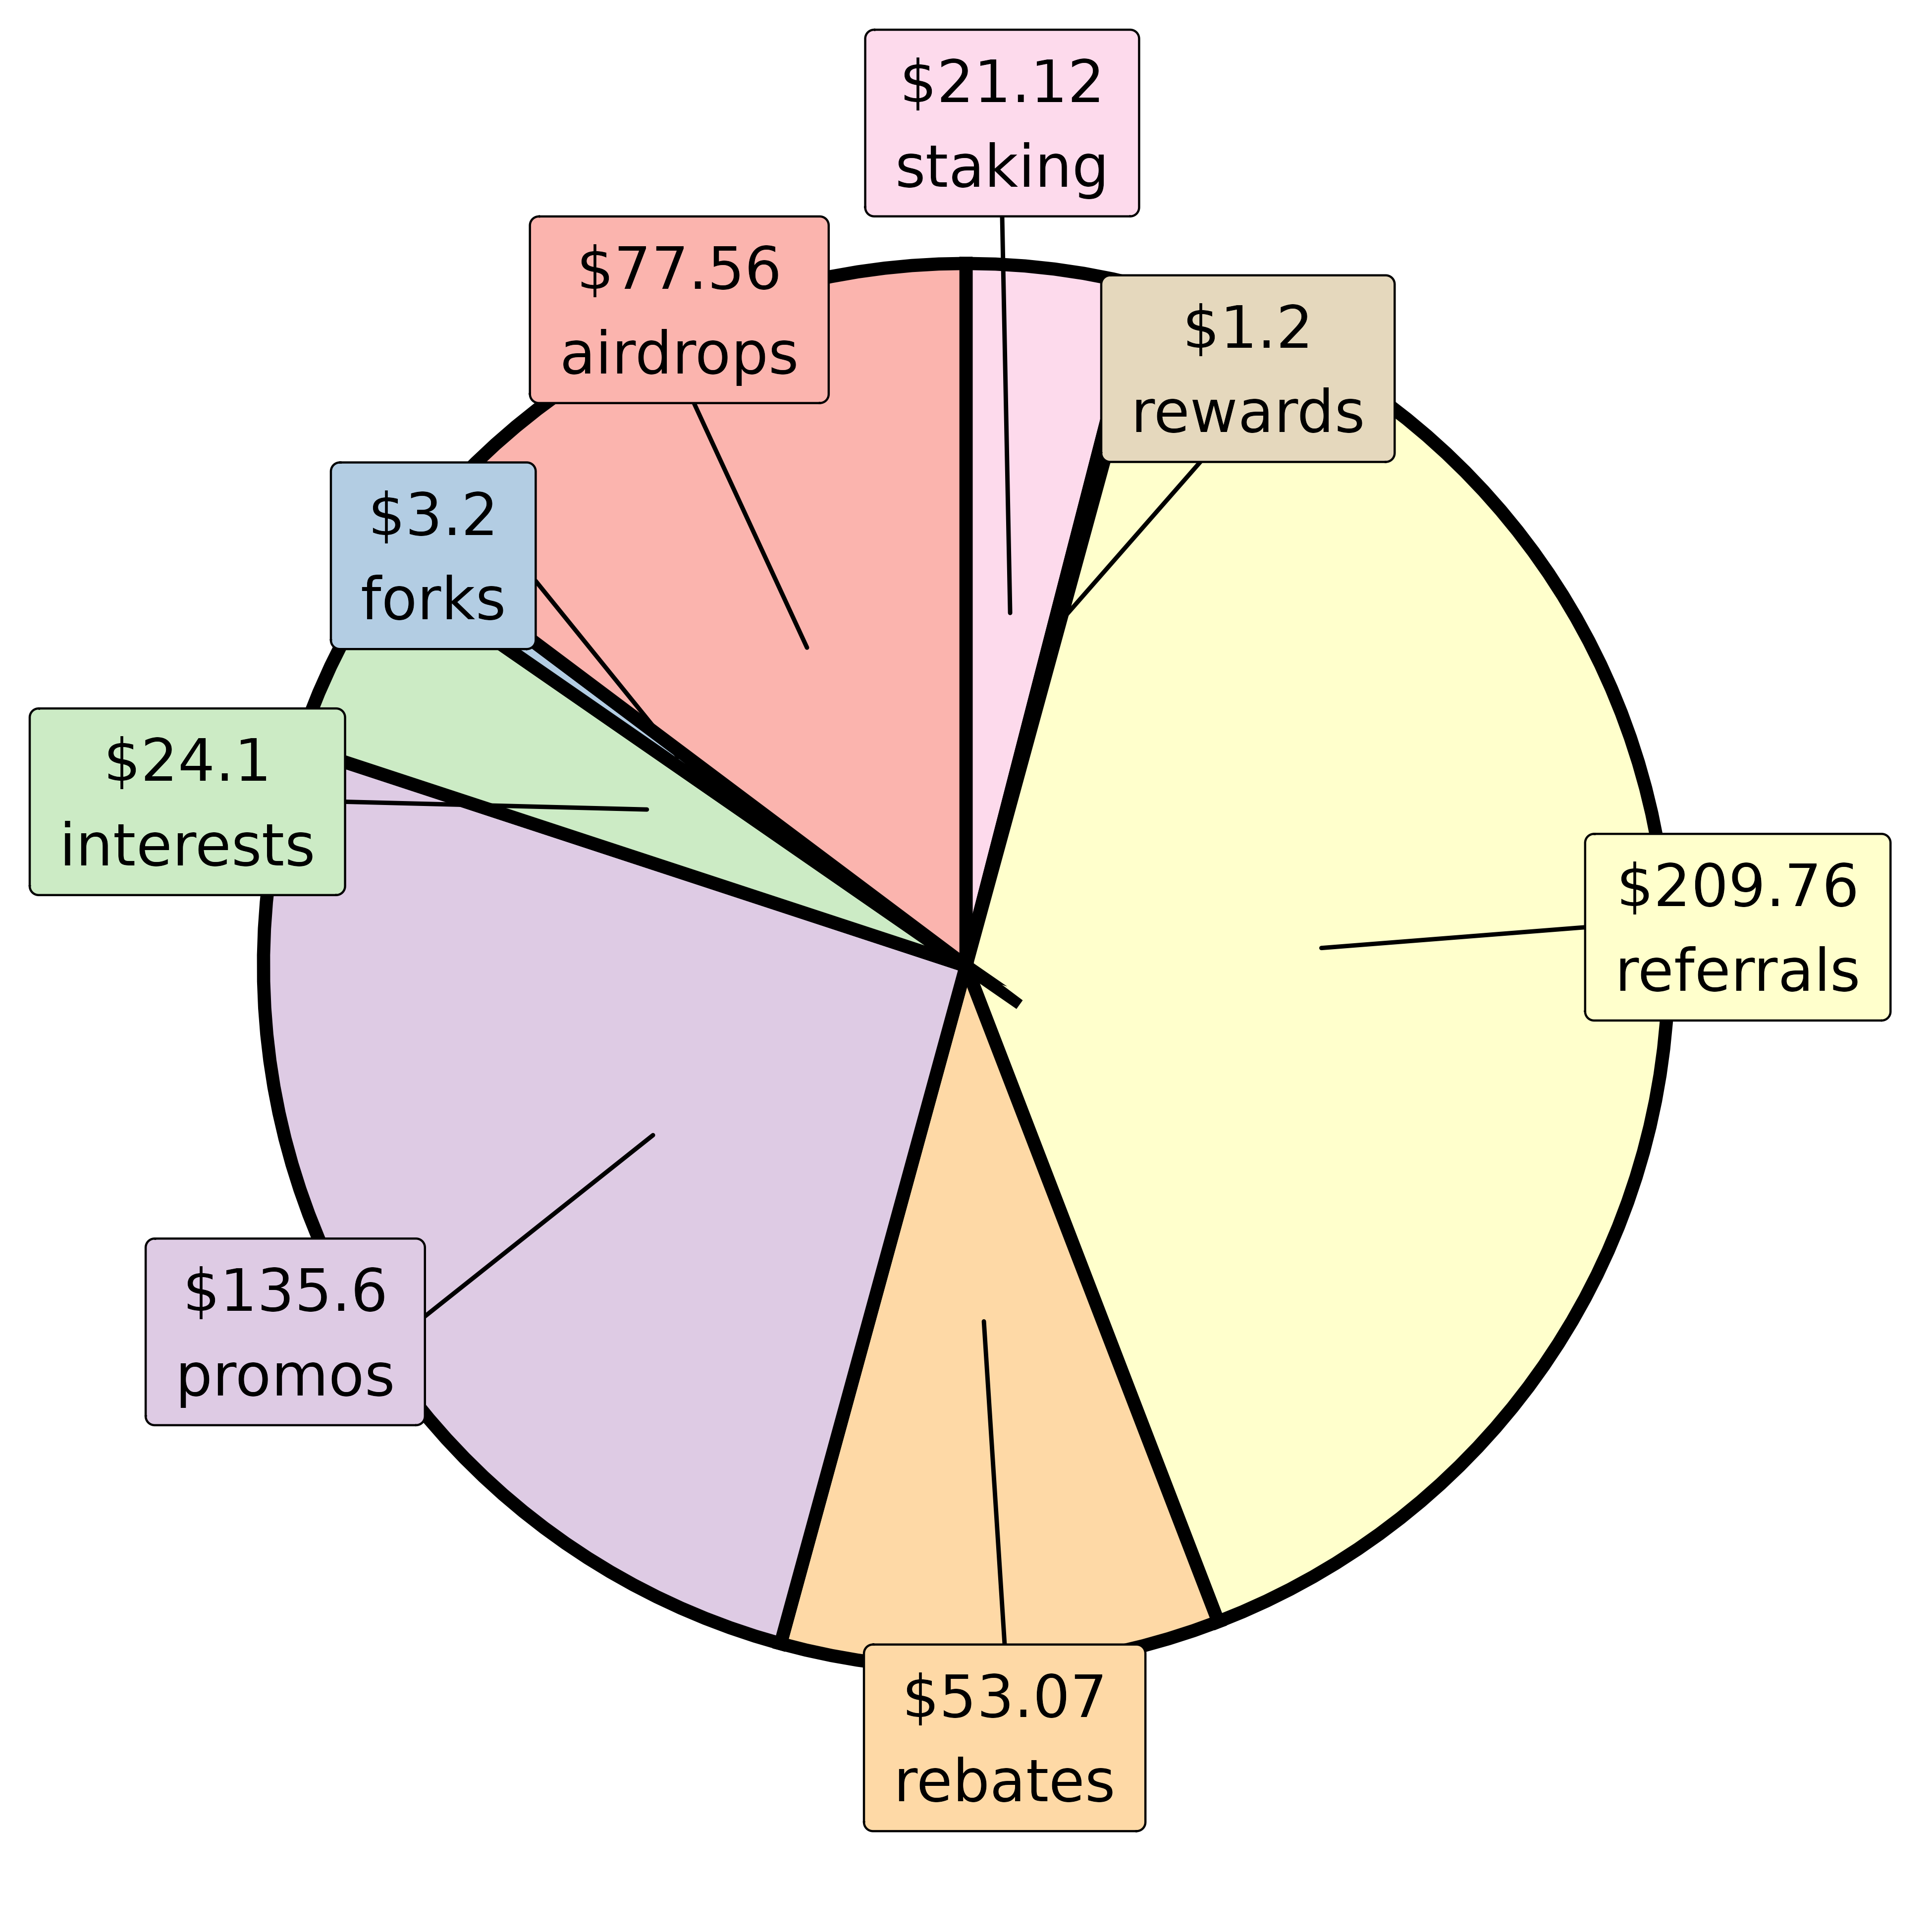 $21.12
staking
$77.56
airdrops
$1.2
rewards
$3.2
forks
$24.1
interests
$209.76
referrals
$135.6
promos
$53.07
rebates